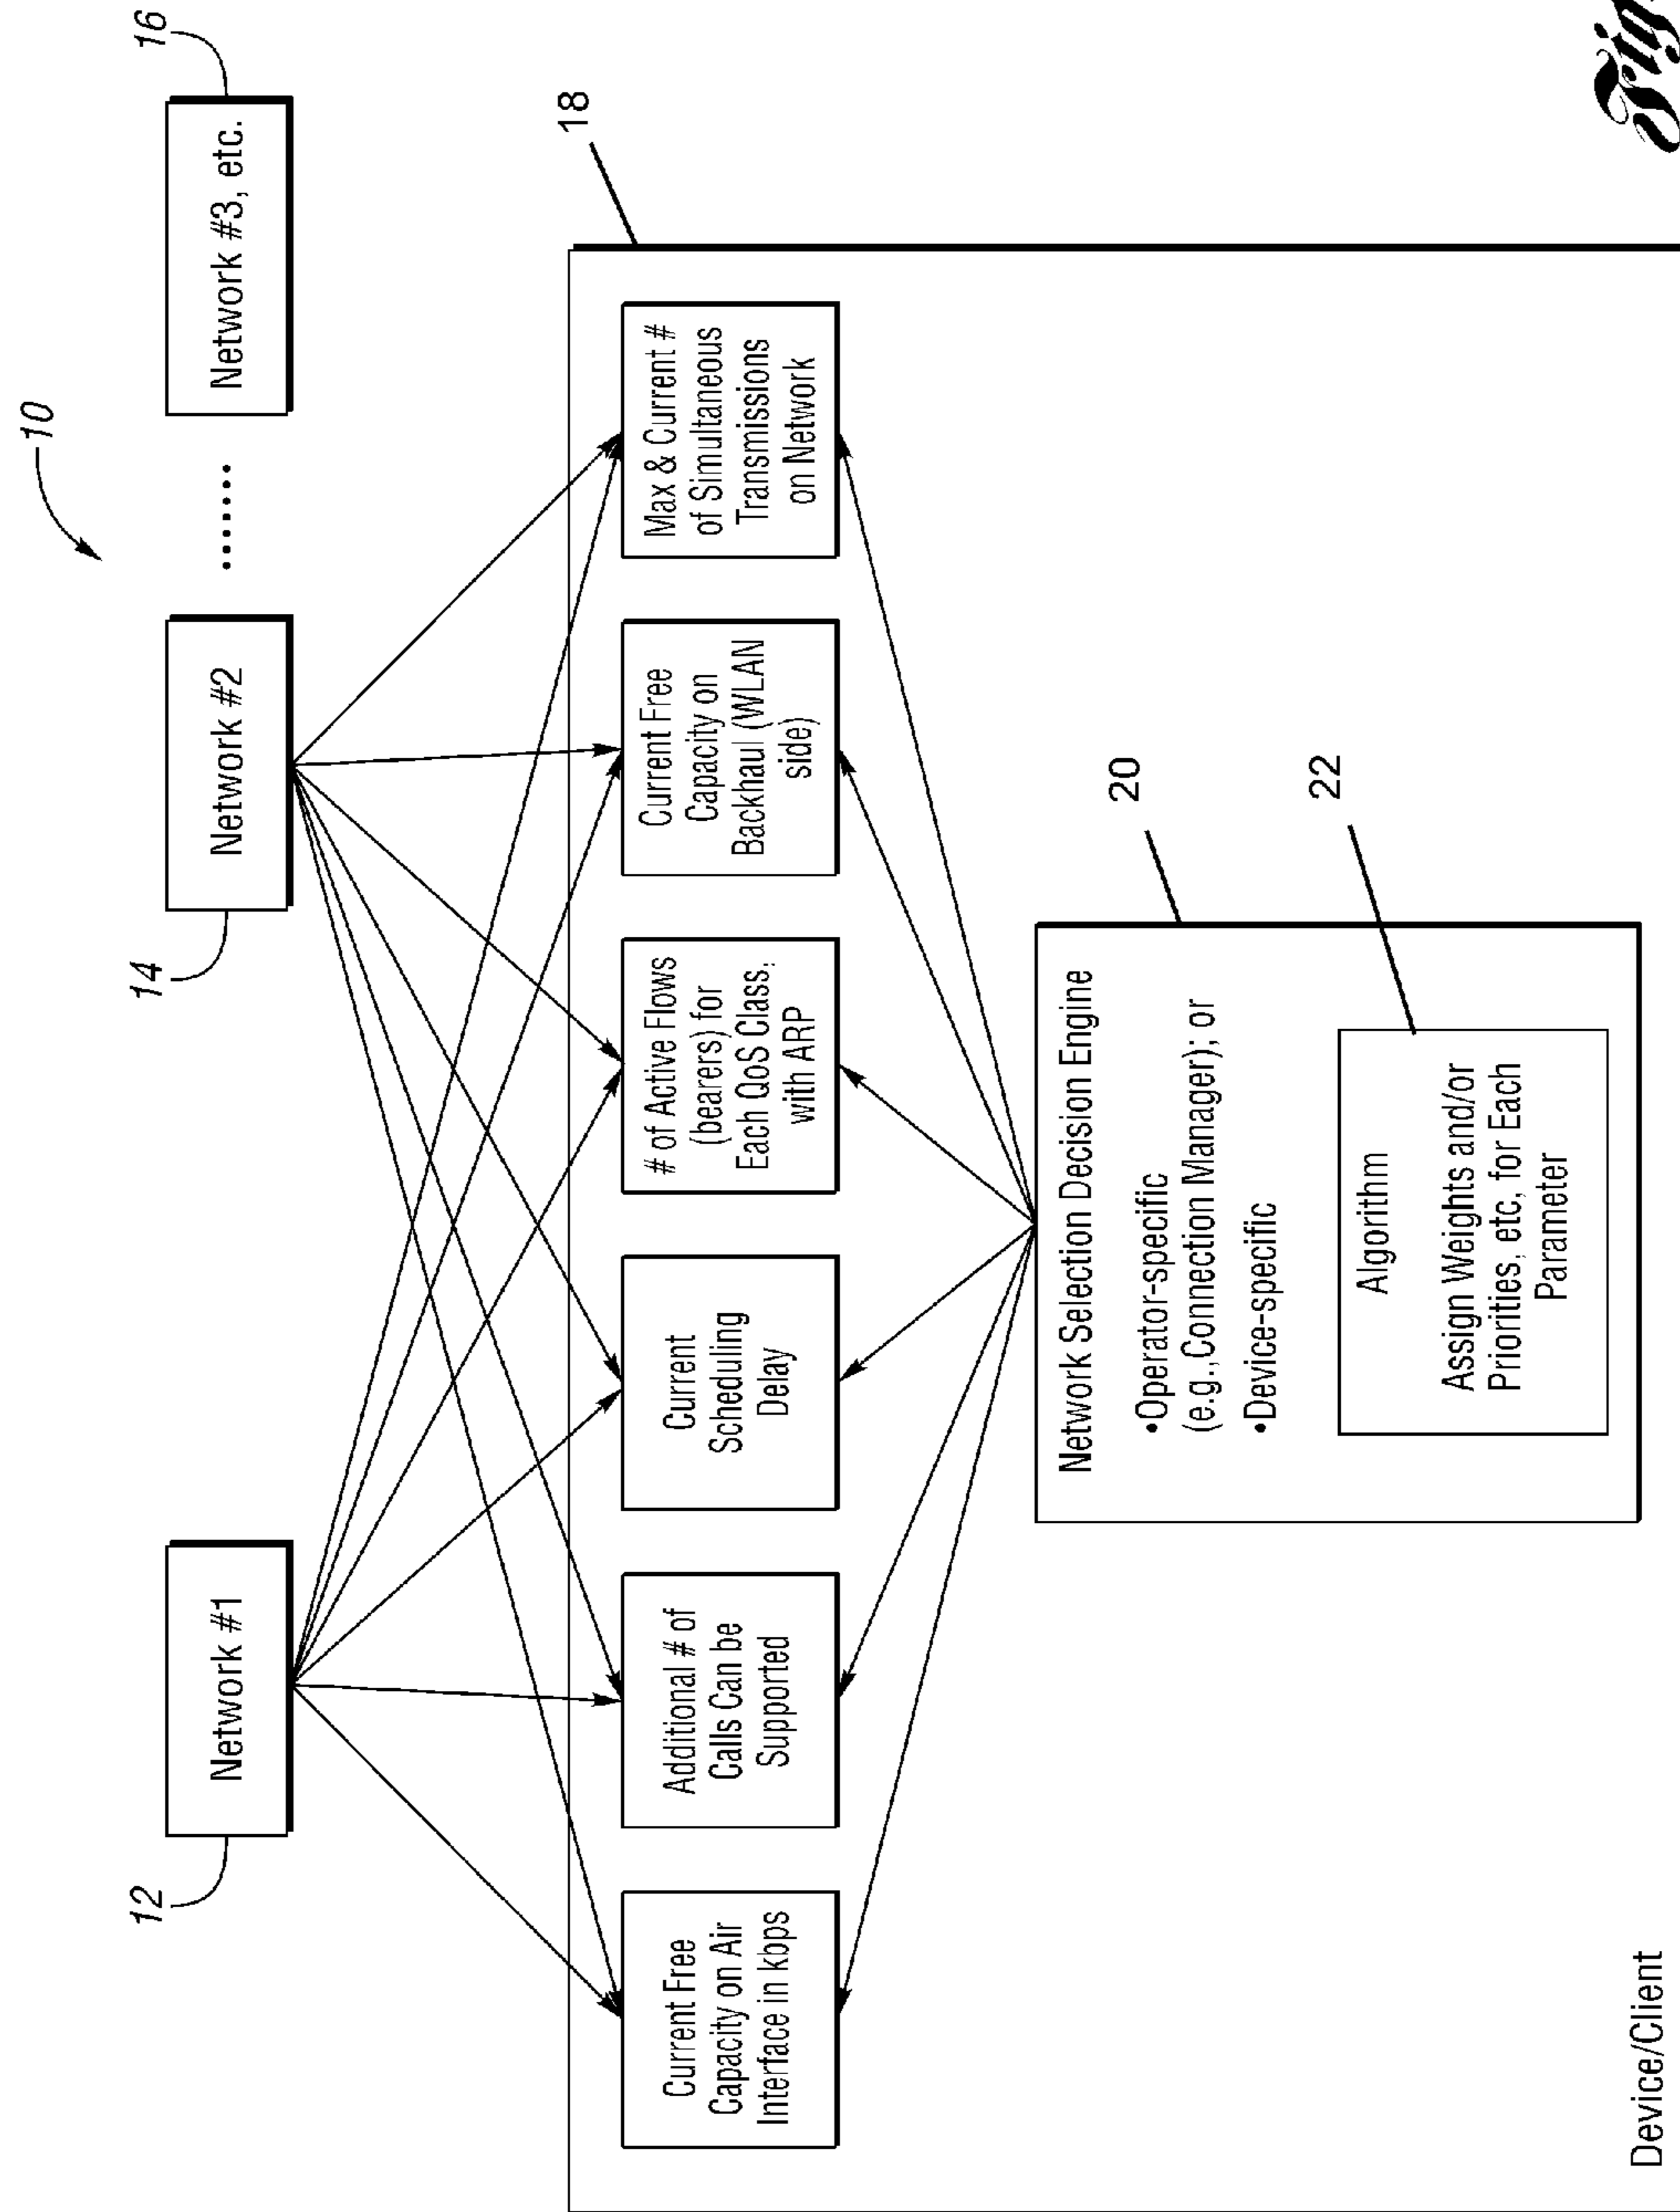 10
12
Network #1
14
Network #2
.......
16
Network #3, etc.
18
Current Free
Capacity on Air
Interface in kbps
Additional # of
Calls Can be
Supported
Current
Scheduling
Delay
# of Active Flows
(bearers) for
Each QoS Class,
with ARP
Current Free
Capacity on
Backhaul (WLAN
side)
Max & Current #
of Simultaneous
Transmissions
on Network
20
Network Selection Decision Engine
•Operator-specific
(e.g.,Connection Manager); or
•Device-specific
22
Algorithm
Assign Weights and/or
Priorities, etc, for Each
Parameter
Device/Client